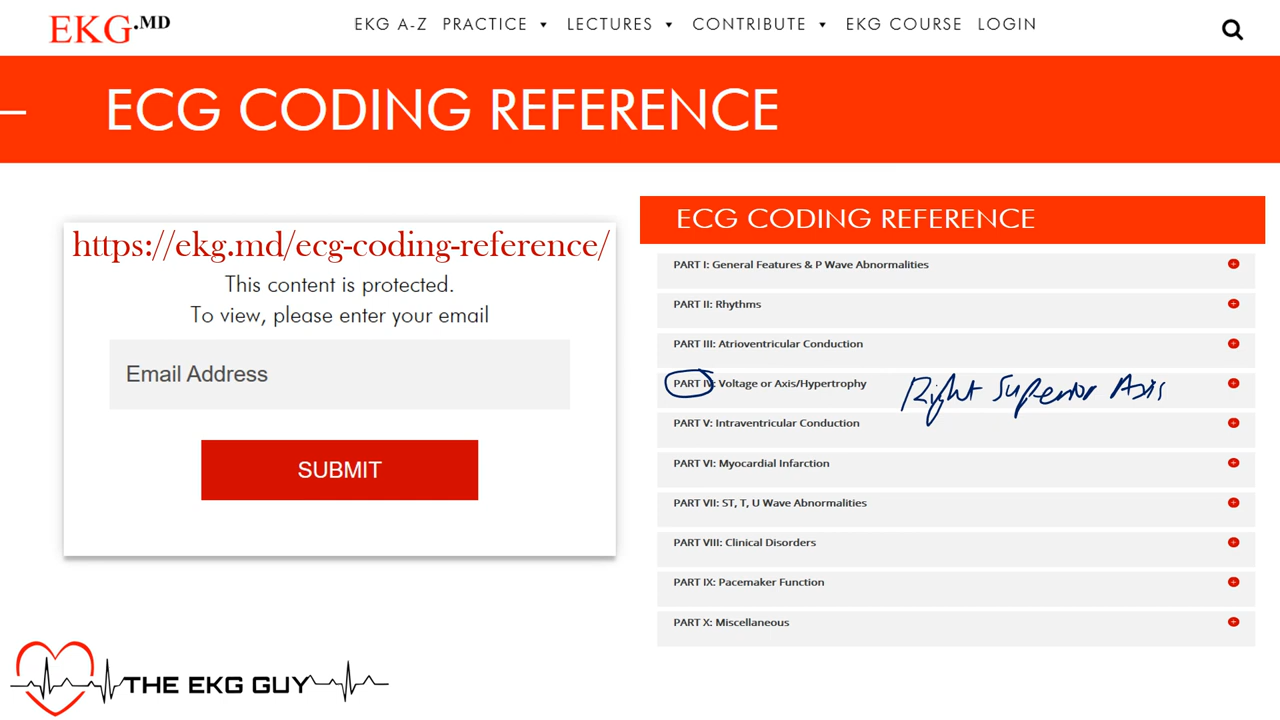 EKG.MD
EKG A-Z PRACTICE LECTURES CONTRIBUTE EKG COURSE LOGIN
ECG CODING REFERENCE
https://ekg.md/ecg-coding-reference/
This content is protected.
To view, please enter your email
Email Address
SUBMIT
THE EKG GUY
ECG CODING REFERENCE
PART I: General Features & P Wave Abnormalities
PART II: Rhythms
PART III: Atrioventricular Conduction
PART IV: Voltage or Axis/Hypertrophy Right Superior Axis
PART V: Intraventricular Conduction
PART VI: Myocardial Infarction
PART VII: ST, T, U Wave Abnormalities
PART VIII: Clinical Disorders
PART IX: Pacemaker Function
PART X: Miscellaneous